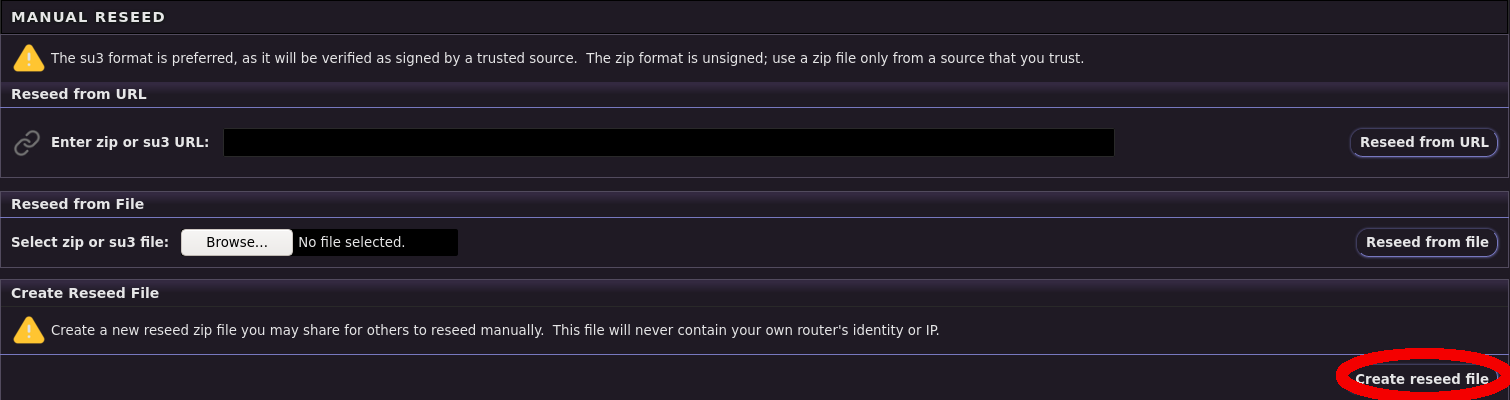 MANUAL RESEED
The su3 format is preferred, as it will be verified as signed by a trusted source.  The zip format is unsigned; use a zip file only from a source that you trust.
Reseed from URL
Enter zip or su3 URL: Reseed from URL
Reseed from File
Select zip or su3 file: Browse... No file selected. Reseed from file
Create Reseed File
Create a new reseed zip file you may share for others to reseed manually.  This file will never contain your own router's identity or IP.
Create reseed file